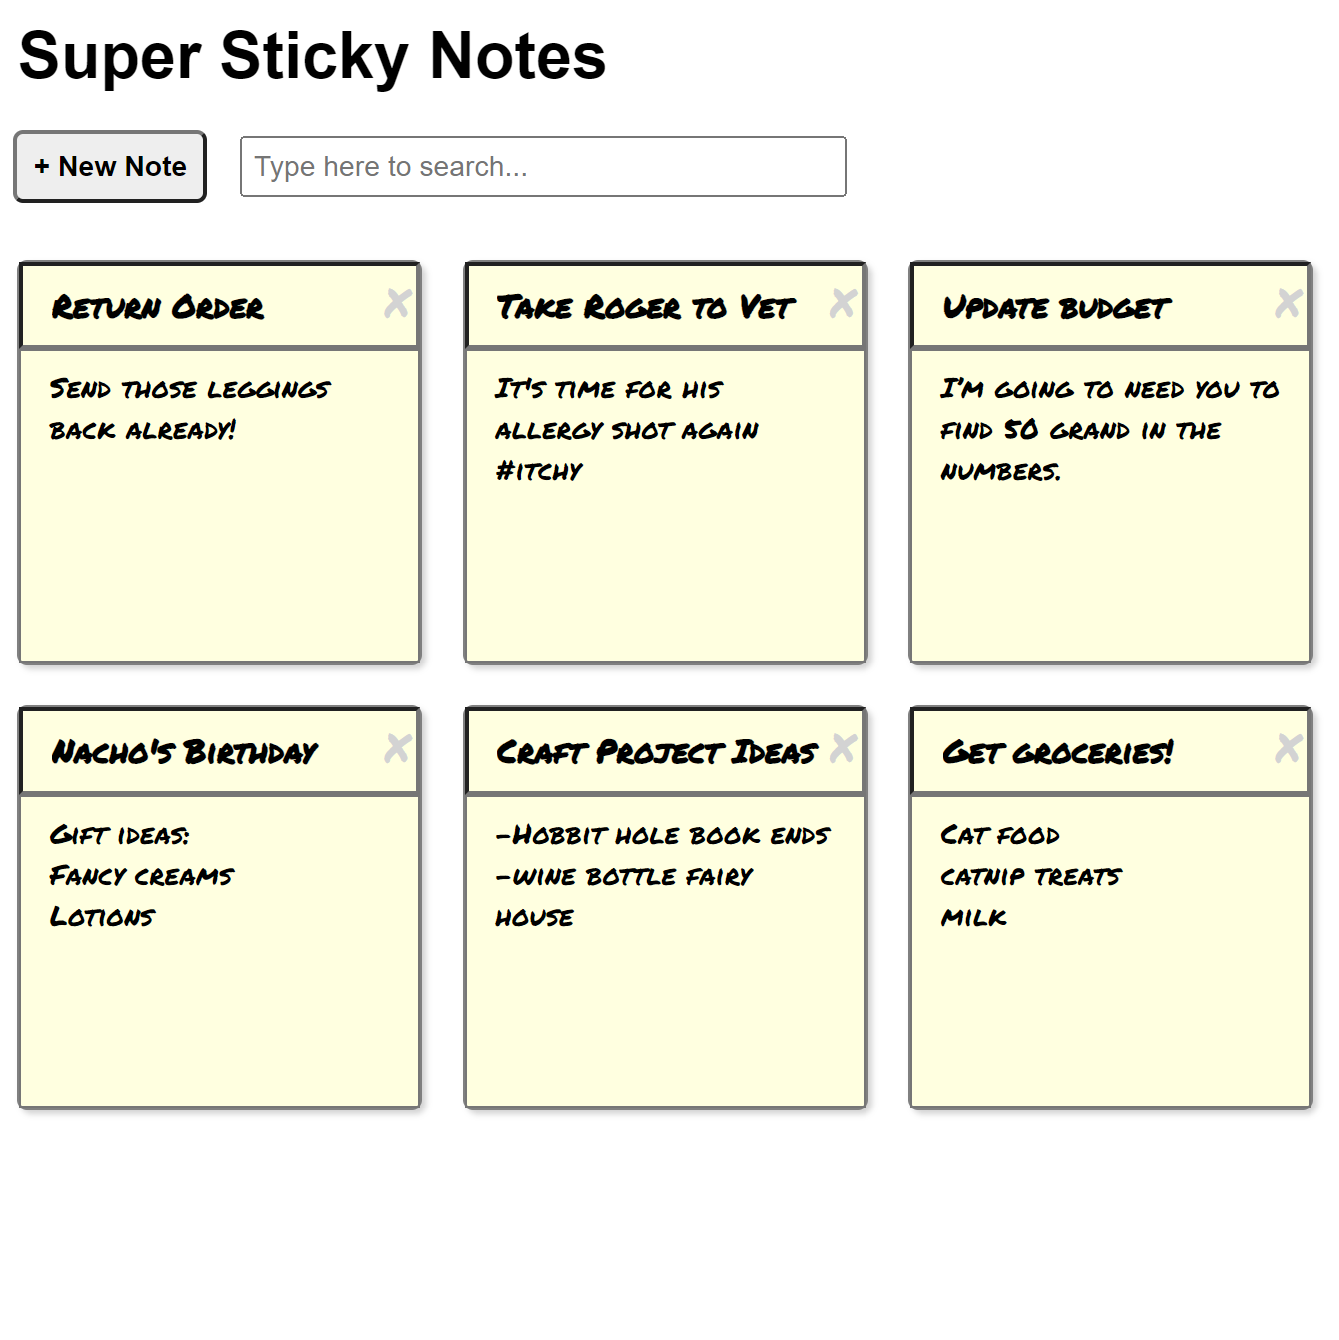 Super Sticky Notes
+ New Note
Type here to search...
Return Order
Send those leggings
back already!
Take Roger to Vet
It's time for his
allergy shot again
#itchy
Update budget
I'm going to need you to
find 50 grand in the
numbers.
Nacho's Birthday
Gift ideas:
Fancy creams
Lotions
Craft Project Ideas
-Hobbit hole book ends
-wine bottle fairy
house
Get groceries!
Cat food
catnip treats
milk